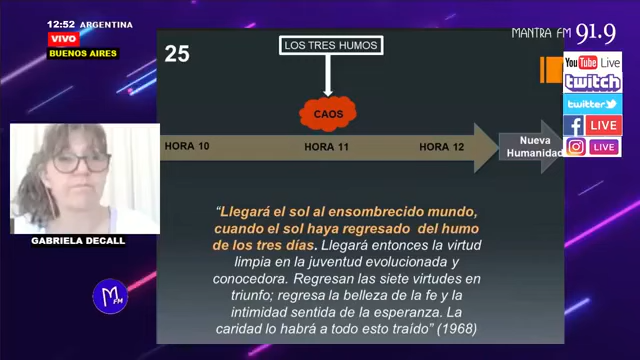 12:52 ARGENTINA
VIVO
BUENOS AIRES
25
LOS TRES HUMOS
CAOS
HORA 10
HORA 11
HORA 12
Nueva
Humanidad
MANTRA FM 91.9
YouTube Live
twitch
twitter
LIVE
LIVE
GABRIELA DECALL
M FM
“Llegará el sol al ensombrecido mundo,
cuando el sol haya regresado del humo
de los tres días. Llegará entonces la virtud
limpia en la juventud evolucionada y
conocedora. Regresan las siete virtudes en
triunfo; regresa la belleza de la fe y la
intimidad sentida de la esperanza. La
caridad lo habrá a todo esto traído” (1968)